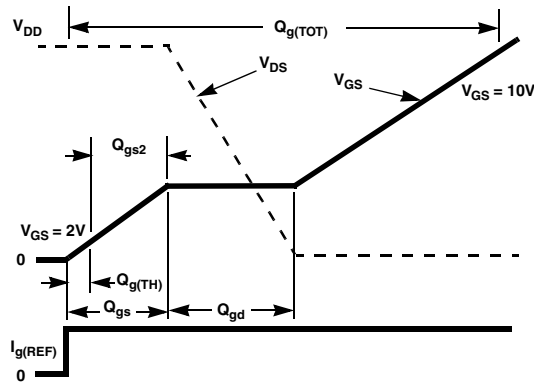 V_DD
Q_g(TOT)
V_DS
V_GS
V_GS = 10V
Q_gs2
V_GS = 2V
0
Q_g(TH)
Q_gs
Q_gd
I_g(REF)
0